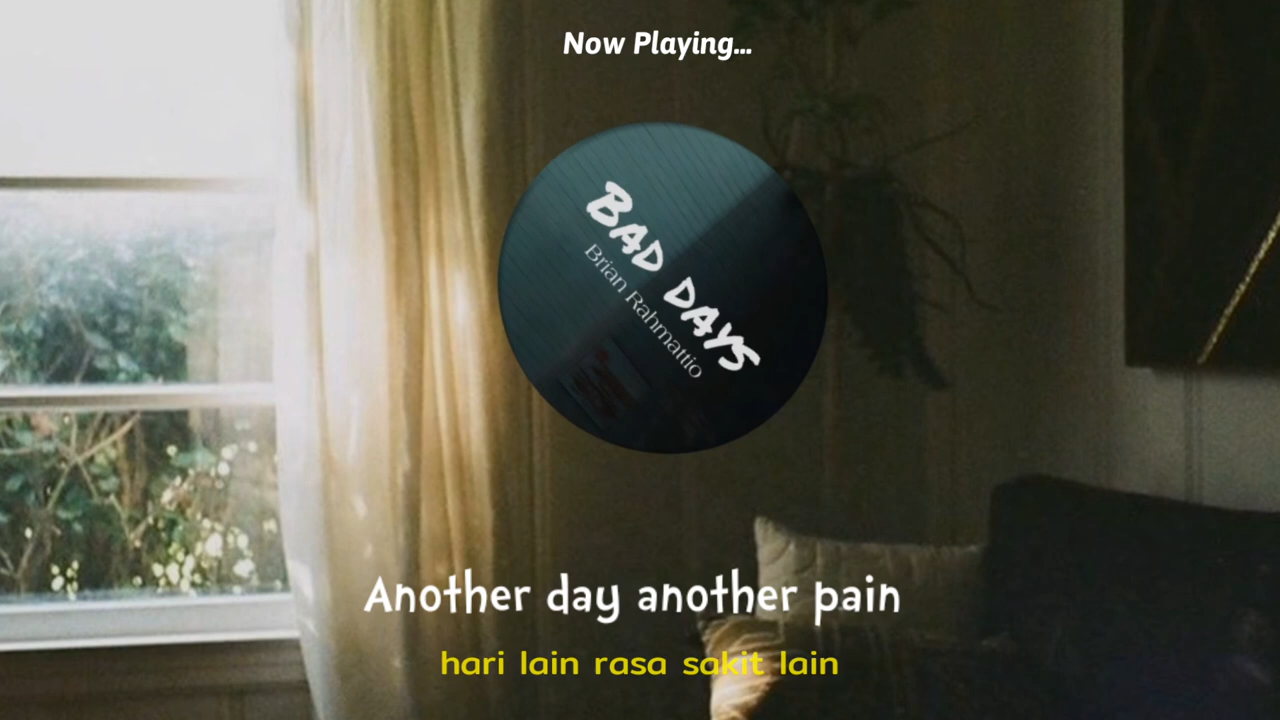 Now Playing...
BAD DAYS
Brian Rahmattio
Another day another pain
hari lain rasa sakit lain